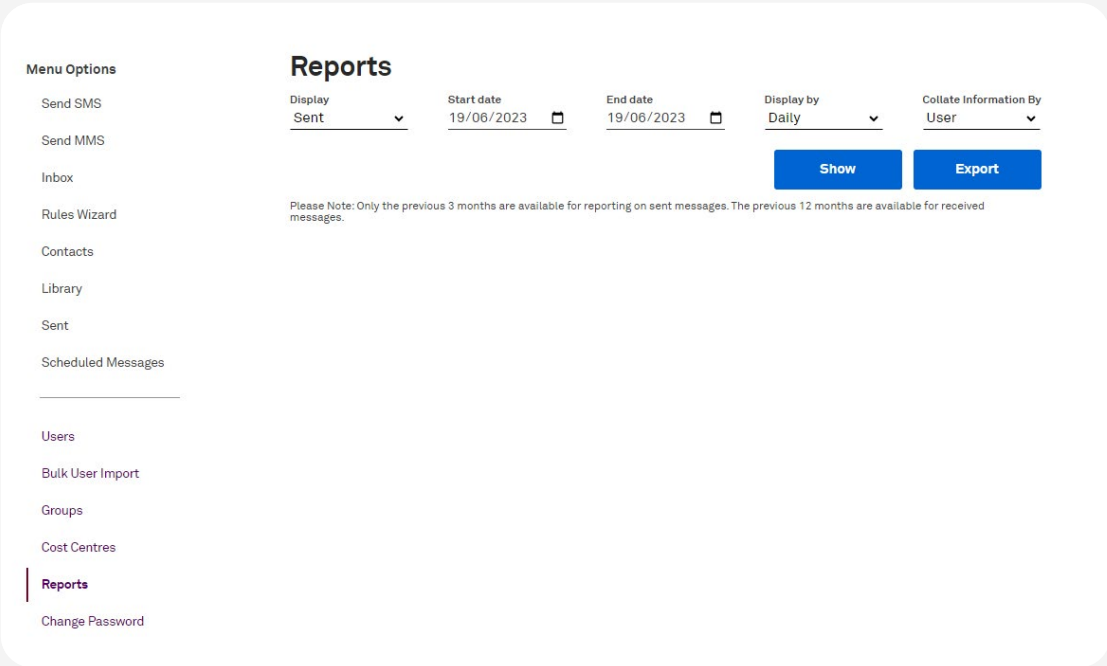 Menu Options
Send SMS
Send MMS
Inbox
Rules Wizard
Contacts
Library
Sent
Scheduled Messages
Users
Bulk User Import
Groups
Cost Centres
Reports
Change Password
Reports
Display
Sent
Start date
19/06/2023
End date
19/06/2023
Display by
Daily
Collate Information By
User
Show
Export
Please Note: Only the previous 3 months are available for reporting on sent messages. The previous 12 months are available for received
messages.